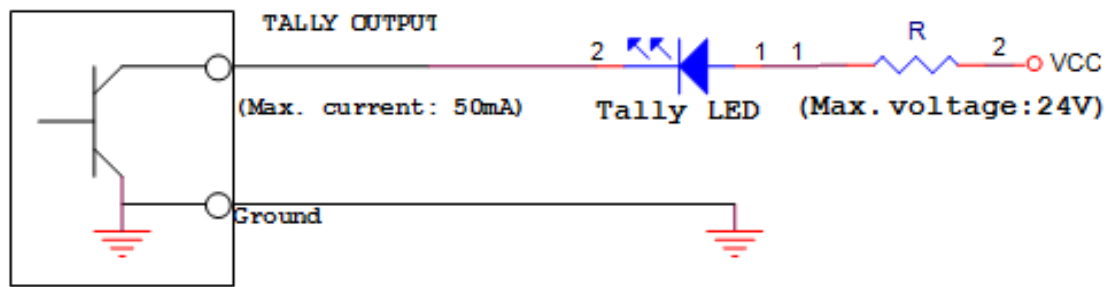 TALLY OUTPUT
R
2 1 1 2 VCC
(Max. current: 50mA) Tally LED (Max.voltage:24V)
Ground